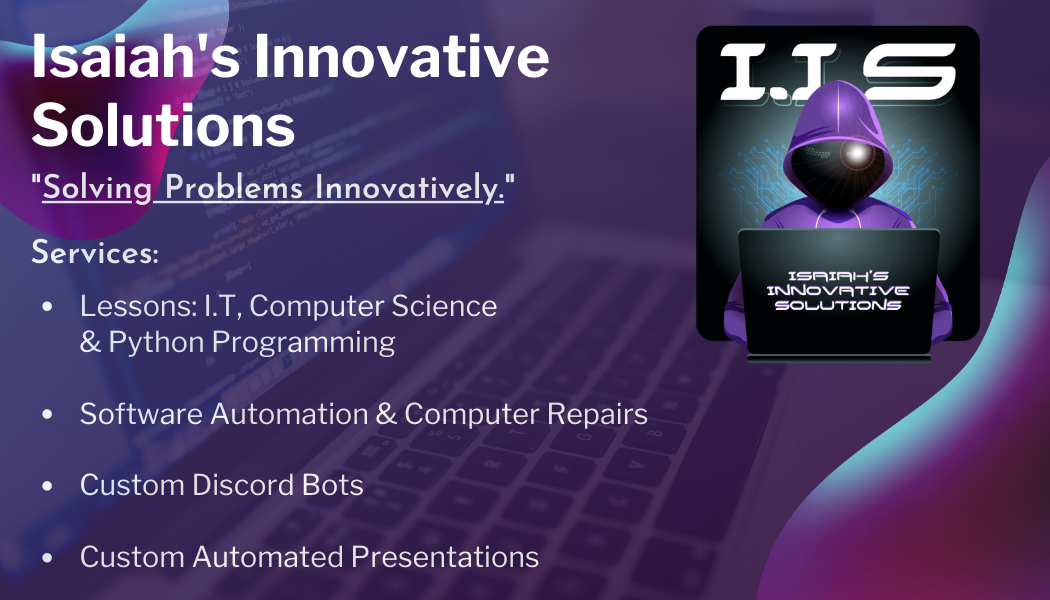 Isaiah's Innovative
Solutions
"Solving Problems Innovatively."
Services:
• Lessons: I.T, Computer Science
& Python Programming
• Software Automation & Computer Repairs
• Custom Discord Bots
• Custom Automated Presentations
I.I.S
ISAIAH'S
INNOVATIVE
SOLUTIONS